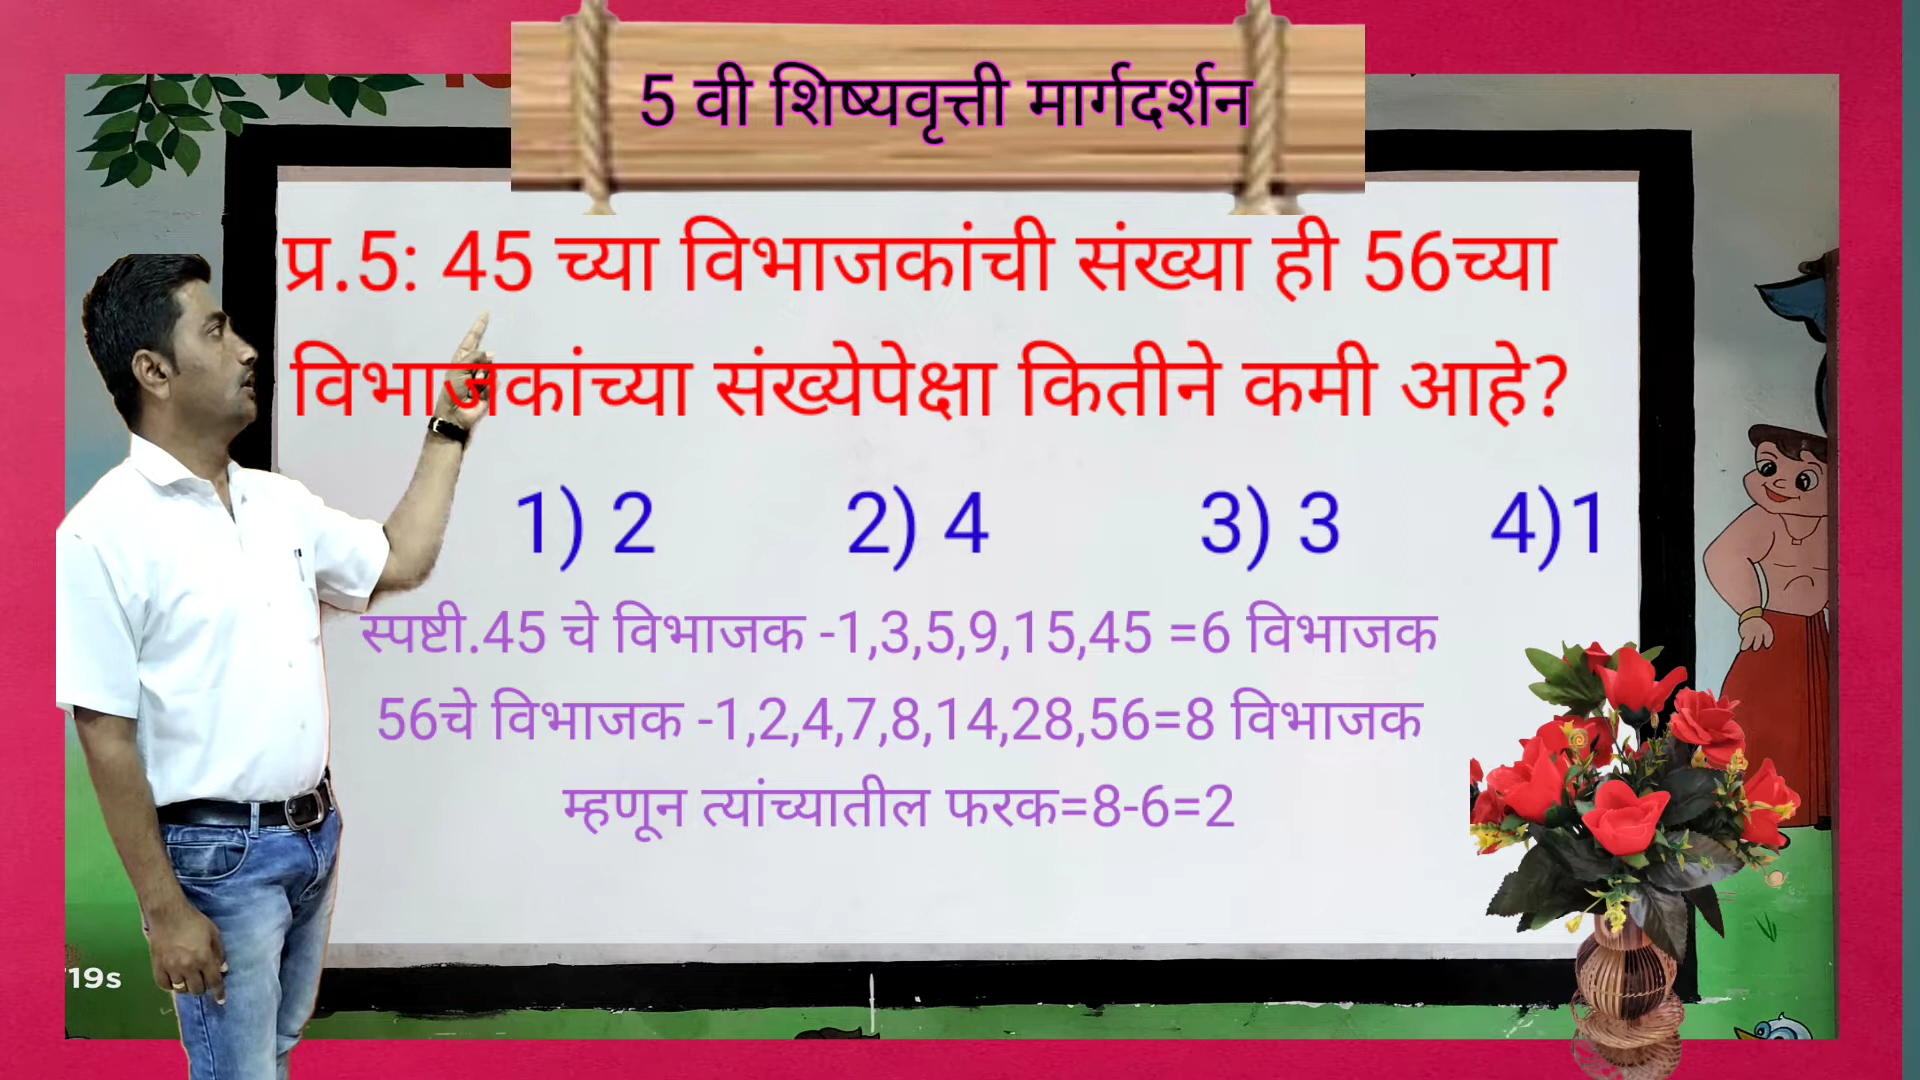 5 वी शिष्यवृत्ती मार्गदर्शन
प्र.5: 45 च्या विभाजकांची संख्या ही 56च्या
विभाजकांच्या संख्येपेक्षा कितीने कमी आहे?
1) 2 2) 4 3) 3 4)1
स्पष्टी.45 चे विभाजक -1,3,5,9,15,45 =6 विभाजक
56चे विभाजक -1,2,4,7,8,14,28,56=8 विभाजक
म्हणून त्यांच्यातील फरक=8-6=2
19s